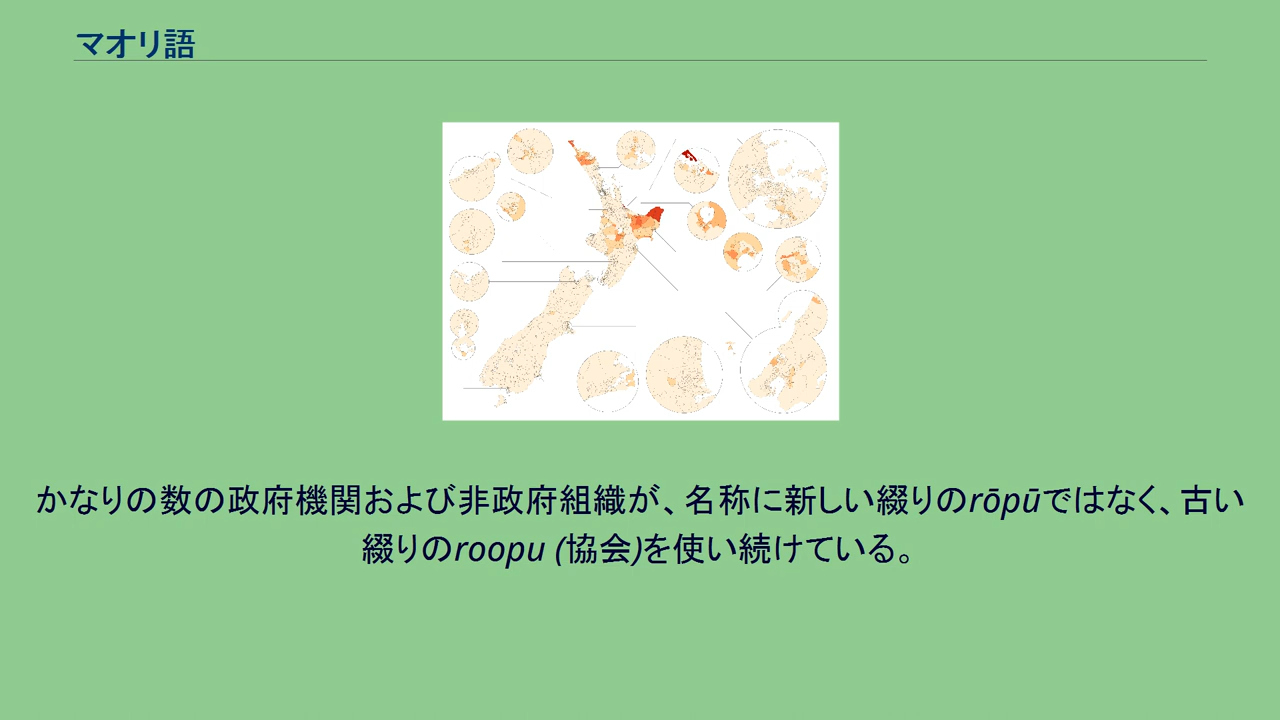 マオリ語
かなりの数の政府機関および非政府組織が、名称に新しい綴りのrōpūではなく、古い
綴りのroopu (協会)を使い続けている。